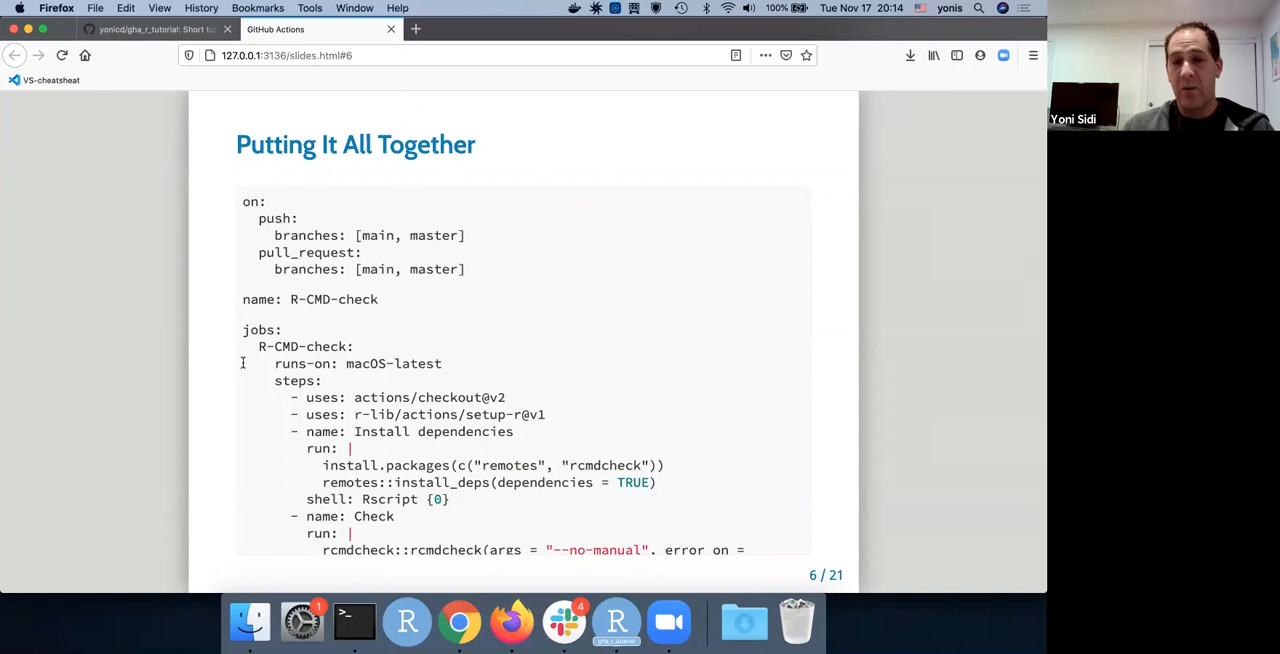 Firefox File Edit View History Bookmarks Tools Window Help 100% Tue Nov 17 20:14 yonis
yonicd/gha_r_tutorial: Short tu
GitHub Actions
127.0.0.1:3136/slides.html#6
VS-cheatsheat
Yoni Sidi
Putting It All Together
on:
push:
branches: [main, master]
pull_request:
branches: [main, master]
name: R-CMD-check
jobs:
R-CMD-check:
runs-on: macOS-latest
steps:
- uses: actions/checkout@v2
- uses: r-lib/actions/setup-r@v1
- name: Install dependencies
run: |
install.packages(c("remotes", "rcmdcheck"))
remotes::install_deps(dependencies = TRUE)
shell: Rscript {0}
- name: Check
run: |
rcmdcheck::rcmdcheck(args = "--no-manual", error_on =
6 / 21
1
>_
R
4
R
gha_r_tutorial